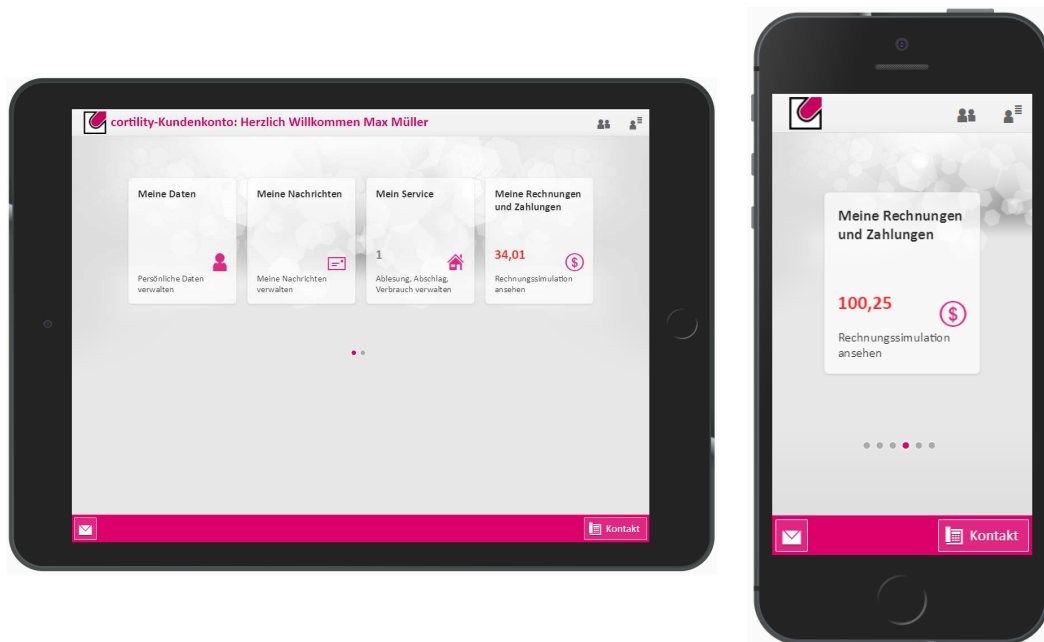 cortility-Kundenkonto: Herzlich Willkommen Max Müller
Meine Daten
Persönliche Daten
verwalten
Meine Nachrichten
Meine Nachrichten
verwalten
Mein Service
1
Ablesung, Abschlag,
Verbrauch verwalten
Meine Rechnungen
und Zahlungen
34,01
$
Rechnungssimulation
ansehen
Kontakt
Meine Rechnungen
und Zahlungen
100,25
$
Rechnungssimulation
ansehen
Kontakt